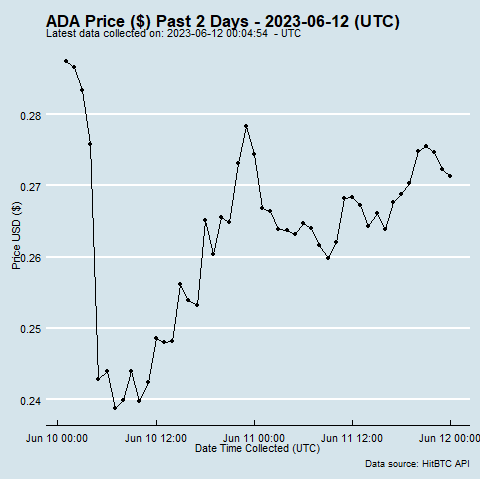 ADA Price ($) Past 2 Days - 2023-06-12 (UTC)
Latest data collected on: 2023-06-12 00:04:54 - UTC
0.28
0.27
0.26
0.25
0.24
Price USD ($)
Jun 10 00:00 Jun 10 12:00 Jun 11 00:00 Jun 11 12:00 Jun 12 00:00
Date Time Collected (UTC)
Data source: HitBTC API